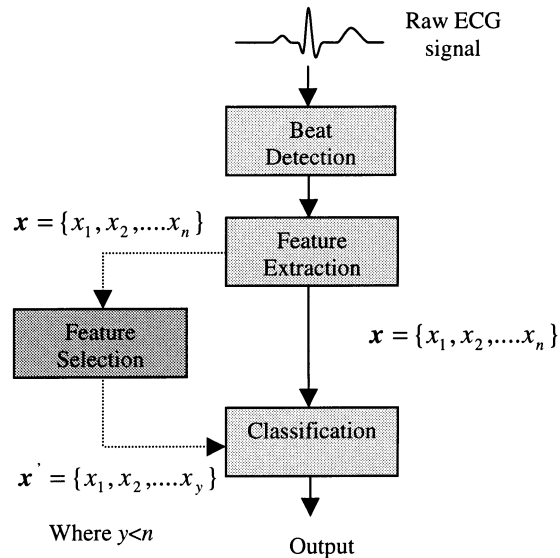 Raw ECG
signal
Beat
Detection
x = {x₁, x₂,....xₙ}
Feature
Extraction
Feature
Selection
x = {x₁, x₂,....xₙ}
Classification
x' = {x₁, x₂,....x_y}
Where y<n
Output